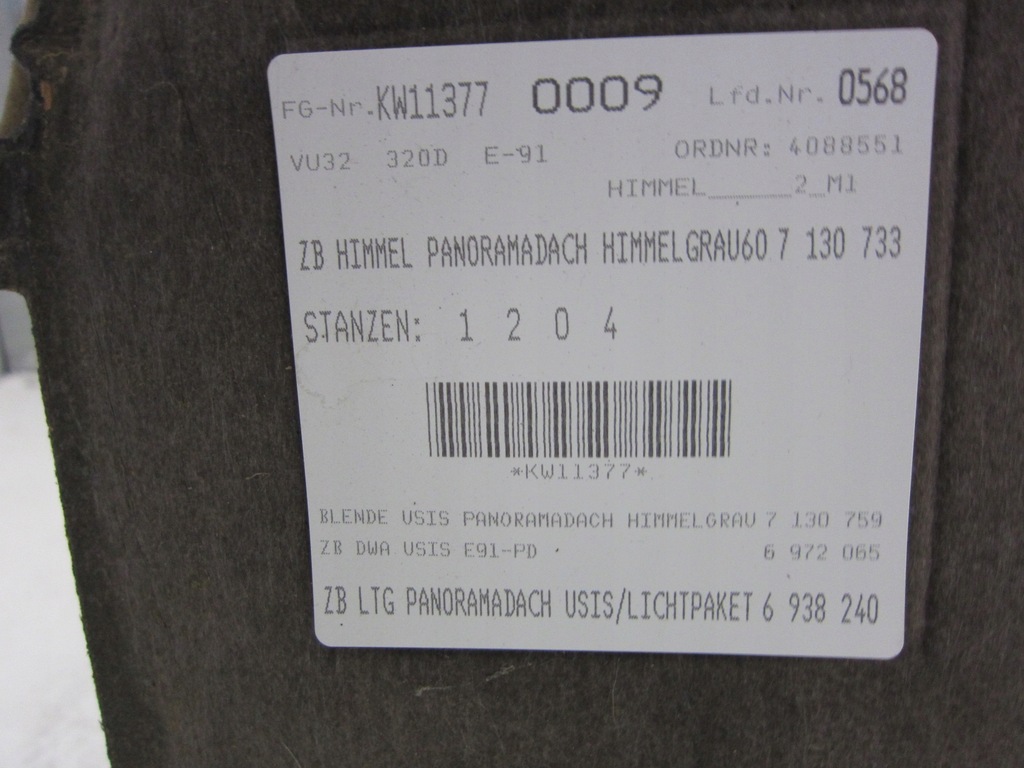 FG-Nr. KW11377 0009 Lfd.Nr. 0568
VU32 320D E-91 ORDNR: 4088551
HIMMEL_____2_M1
ZB HIMMEL PANORAMADACH HIMMELGRAU60 7 130 733
STANZEN: 1 2 0 4
*KW11377*
BLENDE USIS PANORAMADACH HIMMELGRAU 7 130 759
ZB DWA USIS E91-PD 6 972 065
ZB LTG PANORAMADACH USIS/LICHTPAKET 6 938 240